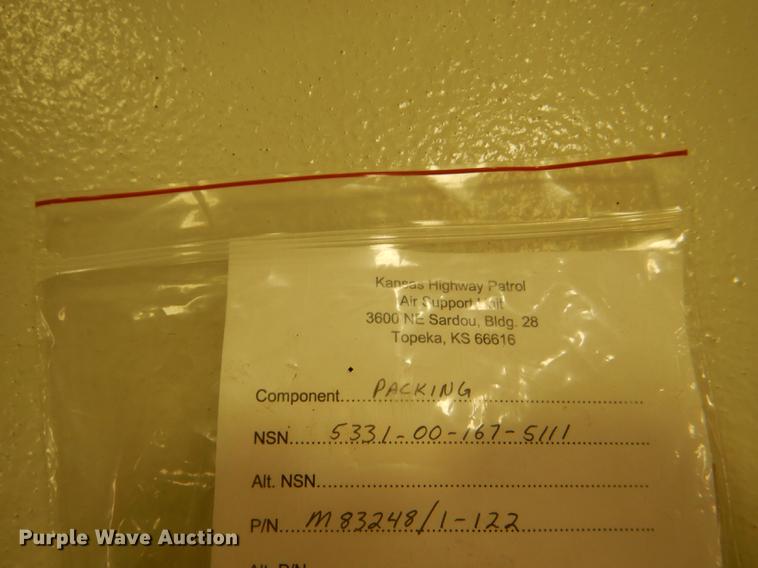 Kansas Highway Patrol
Air Support Unit
3600 NE Sardou, Bldg. 28
Topeka, KS 66616
Component....PACKING
NSN....5331-00-167-5111
Alt. NSN....
P/N....M83248/1-122
Alt. P/N
Purple Wave Auction